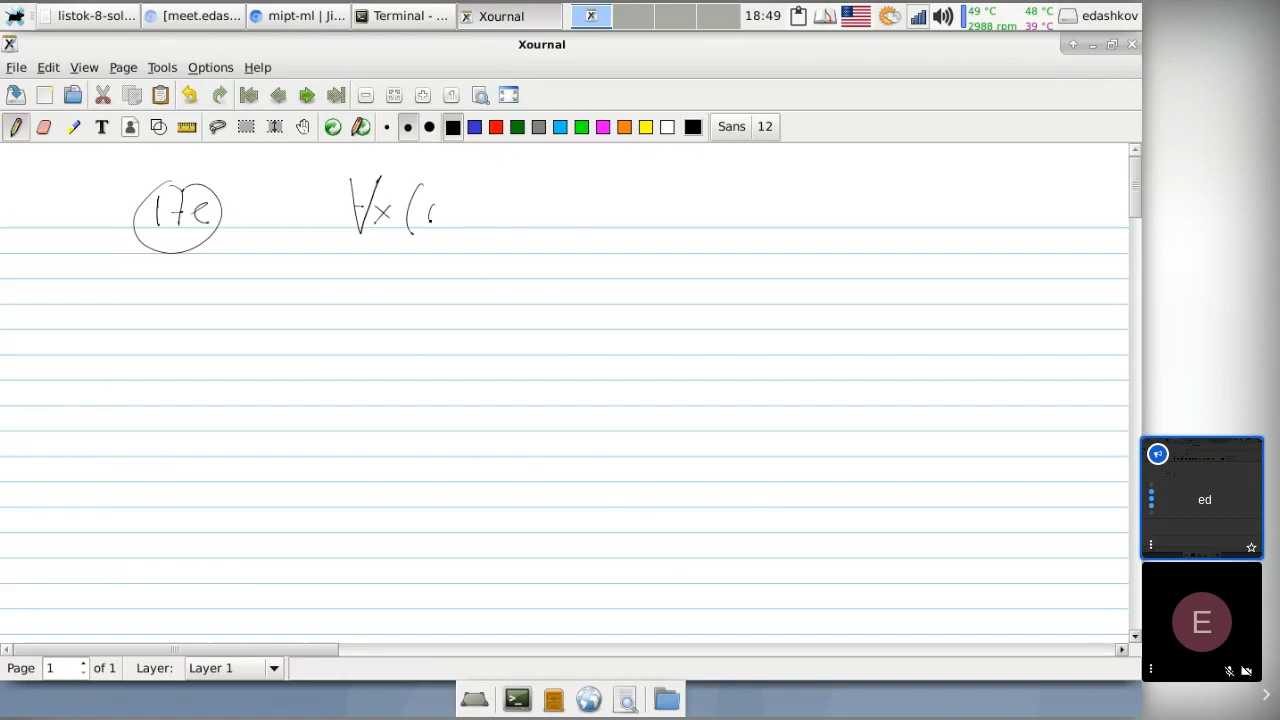 listok-8-sol... [meet.edas... mipt-ml | Ji... Terminal - ... Xournal 18:49 49 °C 2988 rpm 48 °C 39 °C edashkov
Xournal
File Edit View Page Tools Options Help
Sans 12
17e ∀x (
ed
E
Page 1 of 1 Layer: Layer 1